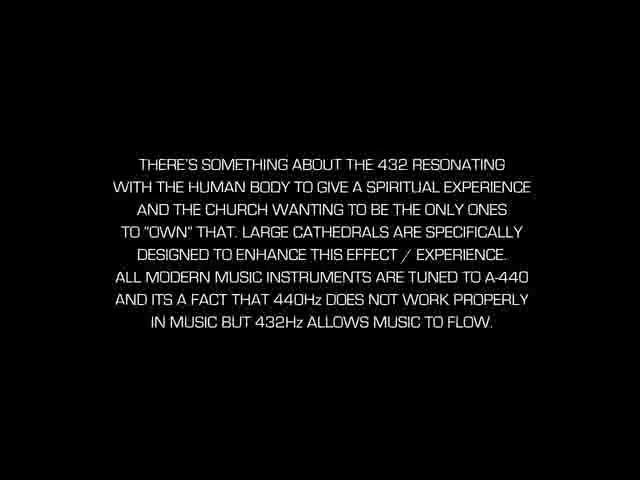 THERE'S SOMETHING ABOUT THE 432 RESONATING
WITH THE HUMAN BODY TO GIVE A SPIRITUAL EXPERIENCE
AND THE CHURCH WANTING TO BE THE ONLY ONES
TO "OWN" THAT. LARGE CATHEDRALS ARE SPECIFICALLY
DESIGNED TO ENHANCE THIS EFFECT / EXPERIENCE.
ALL MODERN MUSIC INSTRUMENTS ARE TUNED TO A-440
AND ITS A FACT THAT 440Hz DOES NOT WORK PROPERLY
IN MUSIC BUT 432Hz ALLOWS MUSIC TO FLOW.